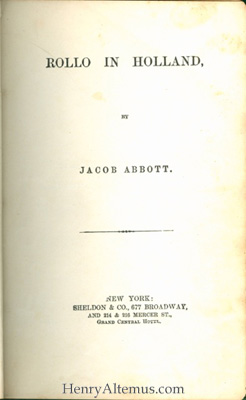 ROLLO IN HOLLAND,
BY
JACOB ABBOTT.
NEW YORK:
SHELDON & CO., 677 BROADWAY,
AND 214 & 216 MERCER ST.,
GRAND CENTRAL HOTEL.
HenryAltemus.com